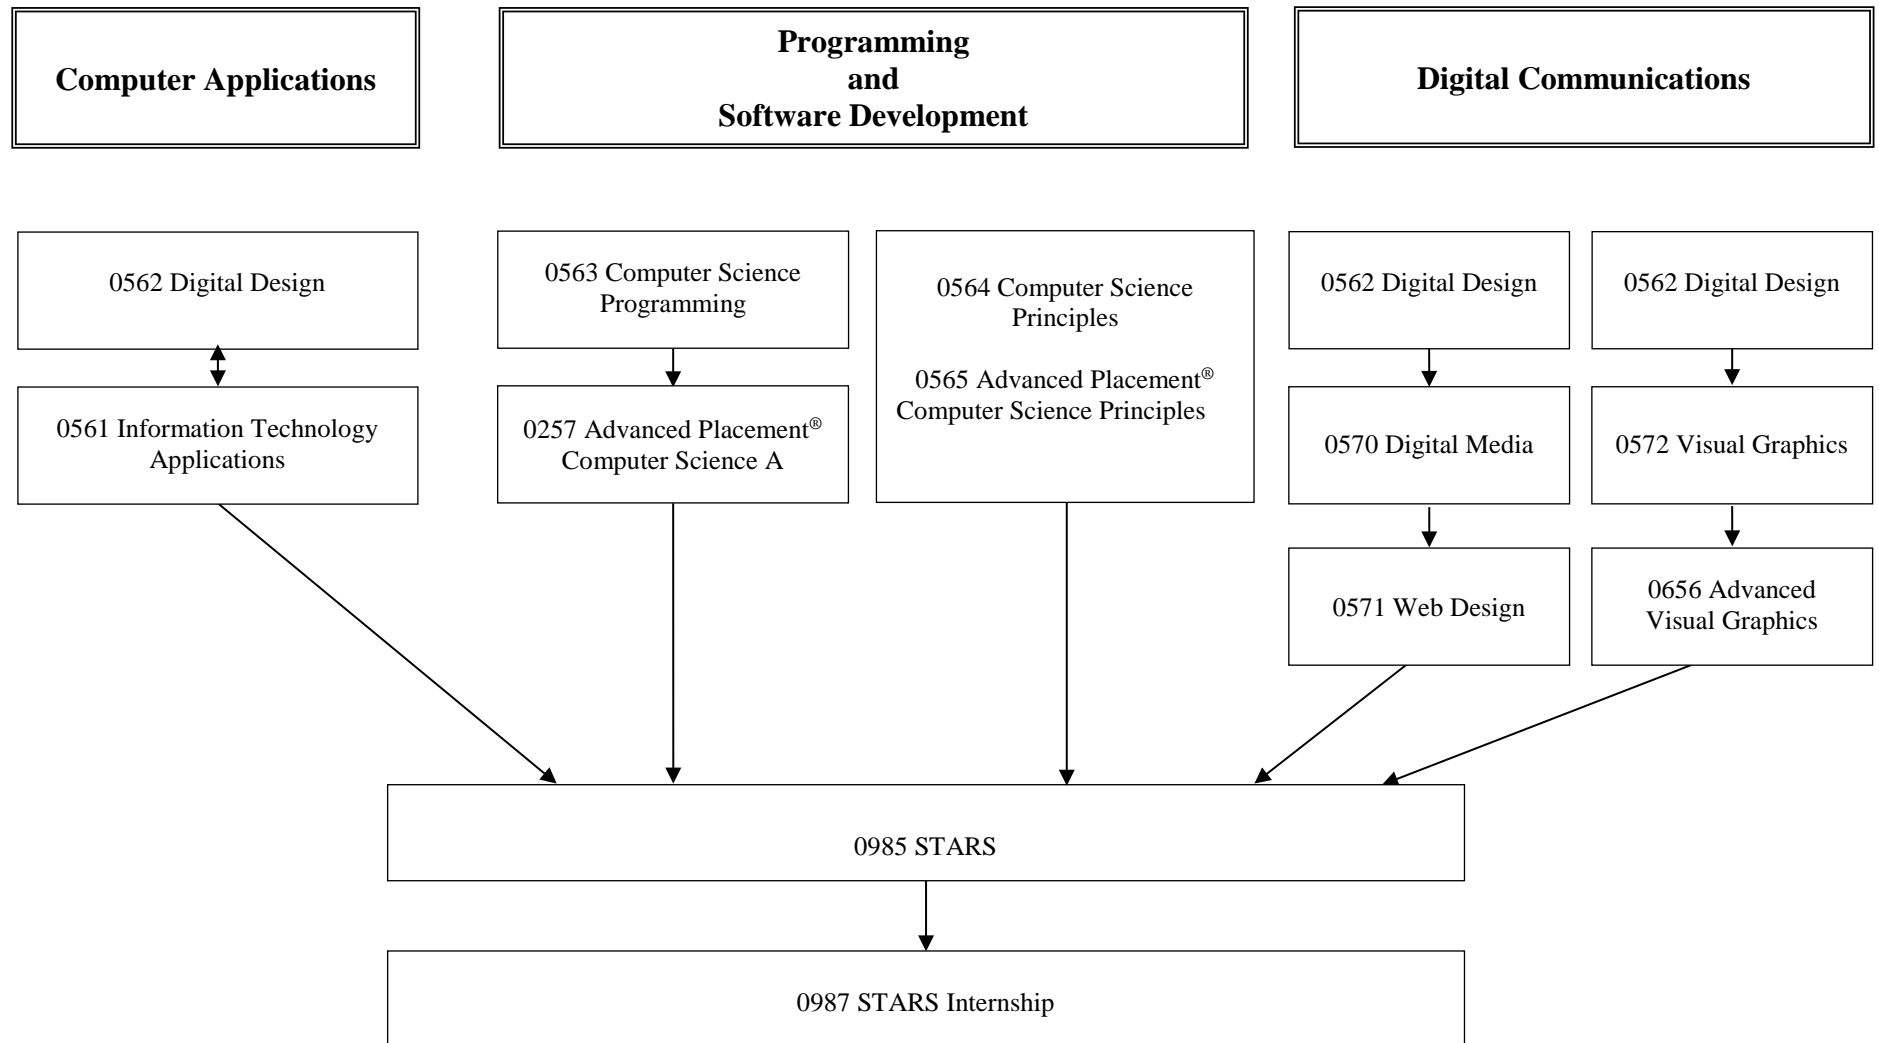 Computer Applications
Programming
and
Software Development
Digital Communications
0562 Digital Design
0563 Computer Science
Programming
0564 Computer Science
Principles
0565 Advanced Placement®
Computer Science Principles
0562 Digital Design
0562 Digital Design
0561 Information Technology
Applications
0257 Advanced Placement®
Computer Science A
0570 Digital Media
0572 Visual Graphics
0571 Web Design
0656 Advanced
Visual Graphics
0985 STARS
0987 STARS Internship